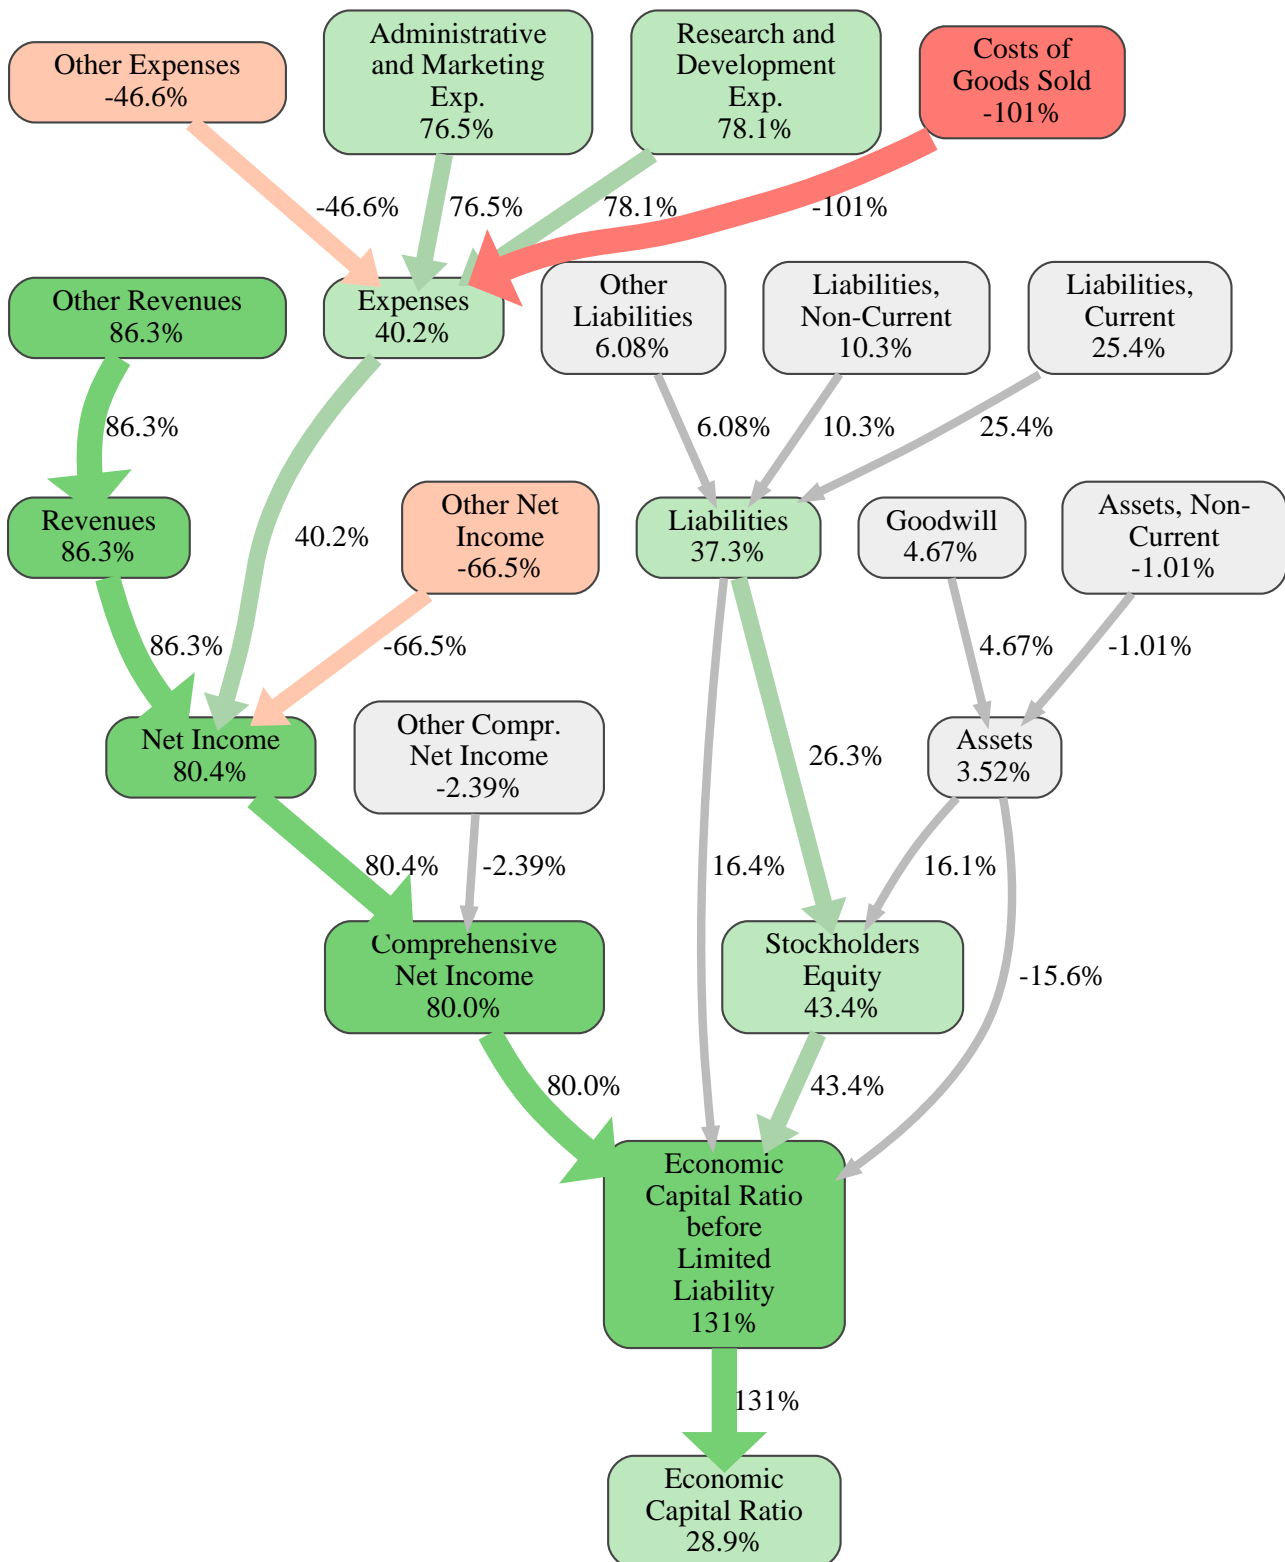 Other Expenses
-46.6%
Administrative
and Marketing
Exp.
76.5%
Research and
Development
Exp.
78.1%
Costs of
Goods Sold
-101%
-46.6%
76.5%
78.1%
-101%
Other Revenues
86.3%
Expenses
40.2%
Other
Liabilities
6.08%
Liabilities,
Non-Current
10.3%
Liabilities,
Current
25.4%
86.3%
6.08%
10.3%
25.4%
Revenues
86.3%
40.2%
Other Net
Income
-66.5%
Liabilities
37.3%
Goodwill
4.67%
Assets, Non-
Current
-1.01%
86.3%
-66.5%
4.67%
-1.01%
Net Income
80.4%
Other Compr.
Net Income
-2.39%
26.3%
Assets
3.52%
80.4%
-2.39%
16.4%
16.1%
Comprehensive
Net Income
80.0%
Stockholders
Equity
43.4%
-15.6%
80.0%
43.4%
Economic
Capital Ratio
before
Limited
Liability
131%
131%
Economic
Capital Ratio
28.9%